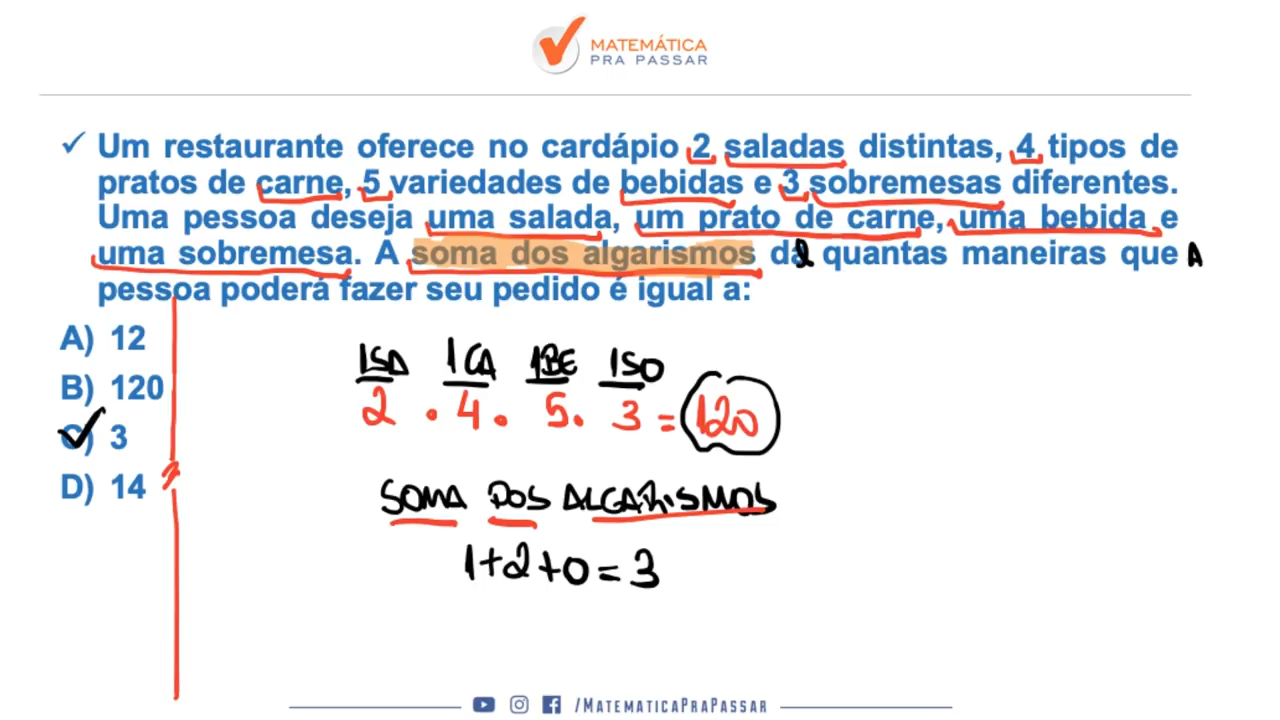 MATEMÁTICA
PRA PASSAR
✓ Um restaurante oferece no cardápio 2 saladas distintas, 4 tipos de
pratos de carne, 5 variedades de bebidas e 3 sobremesas diferentes.
Uma pessoa deseja uma salada, um prato de carne, uma bebida e
uma sobremesa. A soma dos algarismos da quantas maneiras que A
pessoa poderá fazer seu pedido é igual a:
A) 12
B) 120
C) 3
D) 14
1SA 1CA 1BE 1SO
2 . 4 . 5 . 3 = 120
SOMA DOS ALGARISMOS
1+2+0=3
/MATEMATICAPRAPASSAR